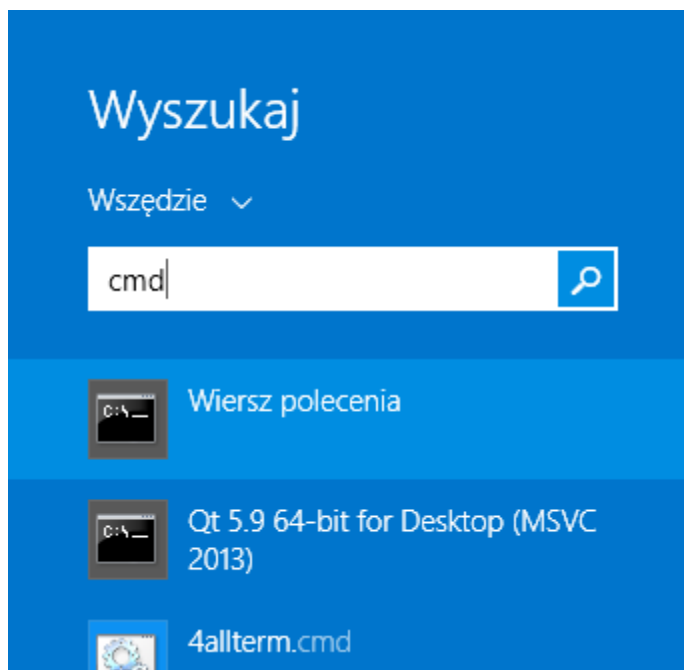 Wyszukaj
Wszędzie
cmd
Wiersz polecenia
Qt 5.9 64-bit for Desktop (MSVC
2013)
4allterm.cmd